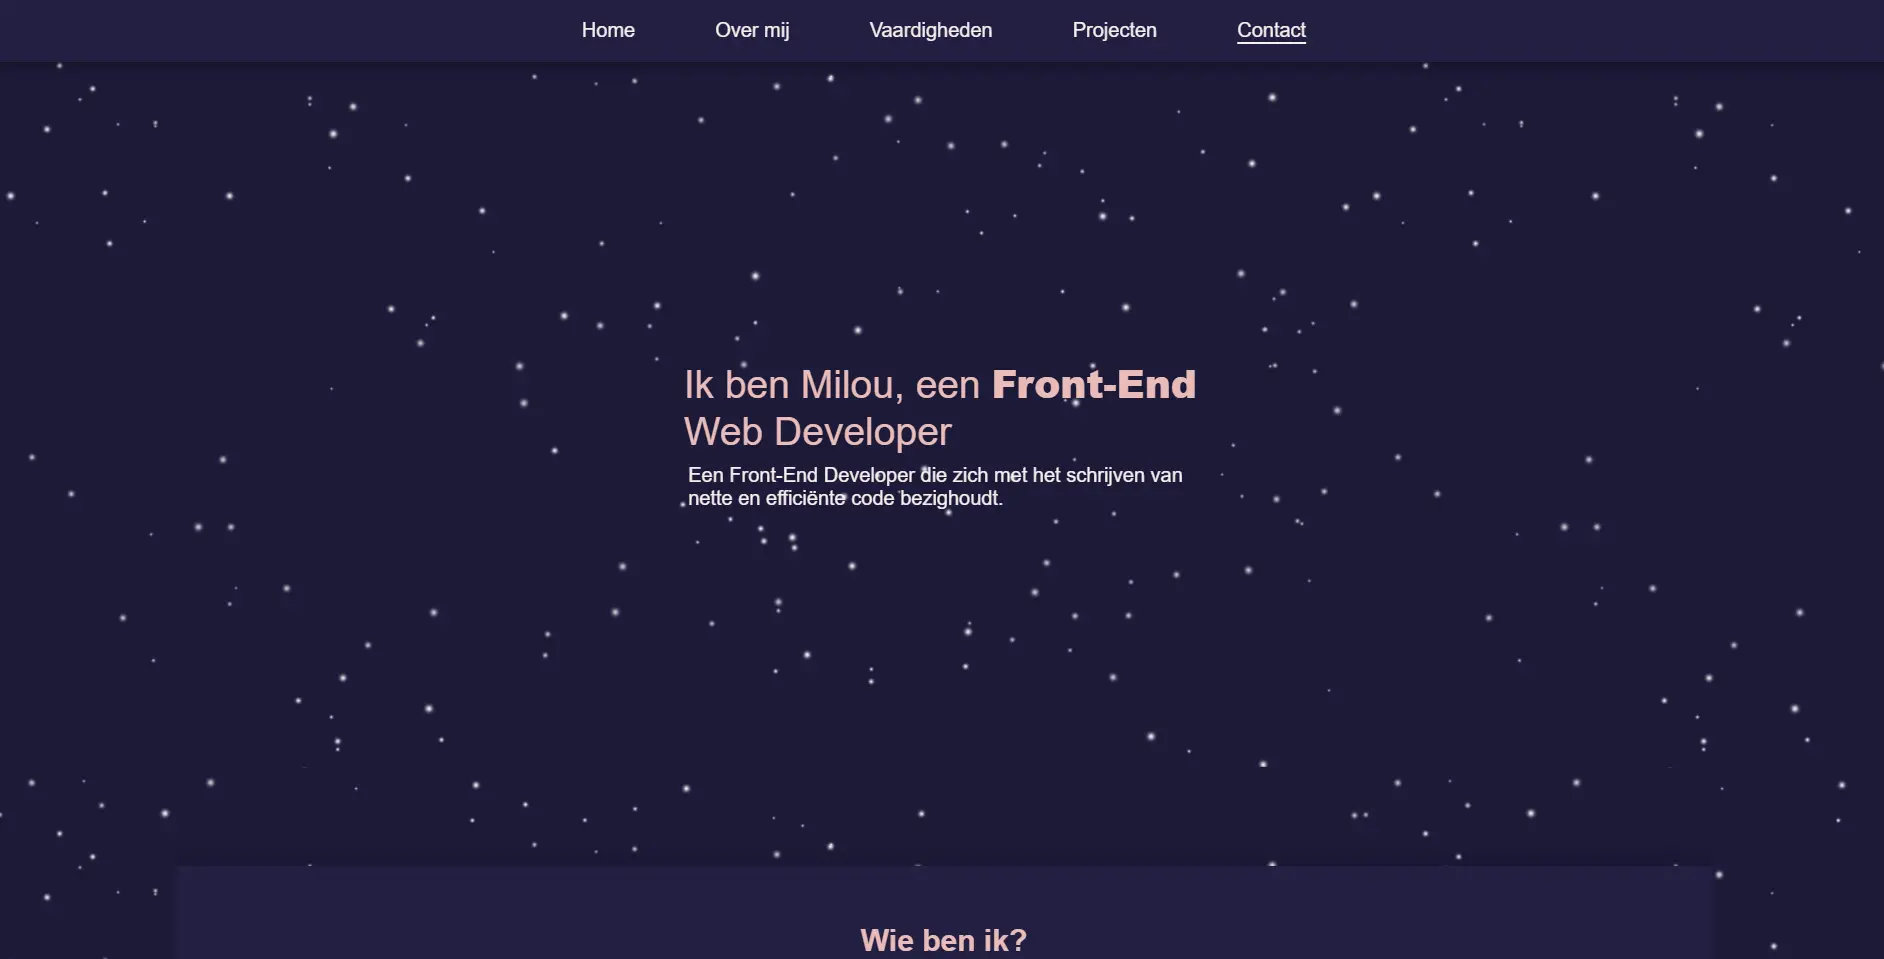 Home Over mij Vaardigheden Projecten Contact
Ik ben Milou, een Front-End
Web Developer
Een Front-End Developer die zich met het schrijven van
nette en efficiënte code bezighoudt.
Wie ben ik?